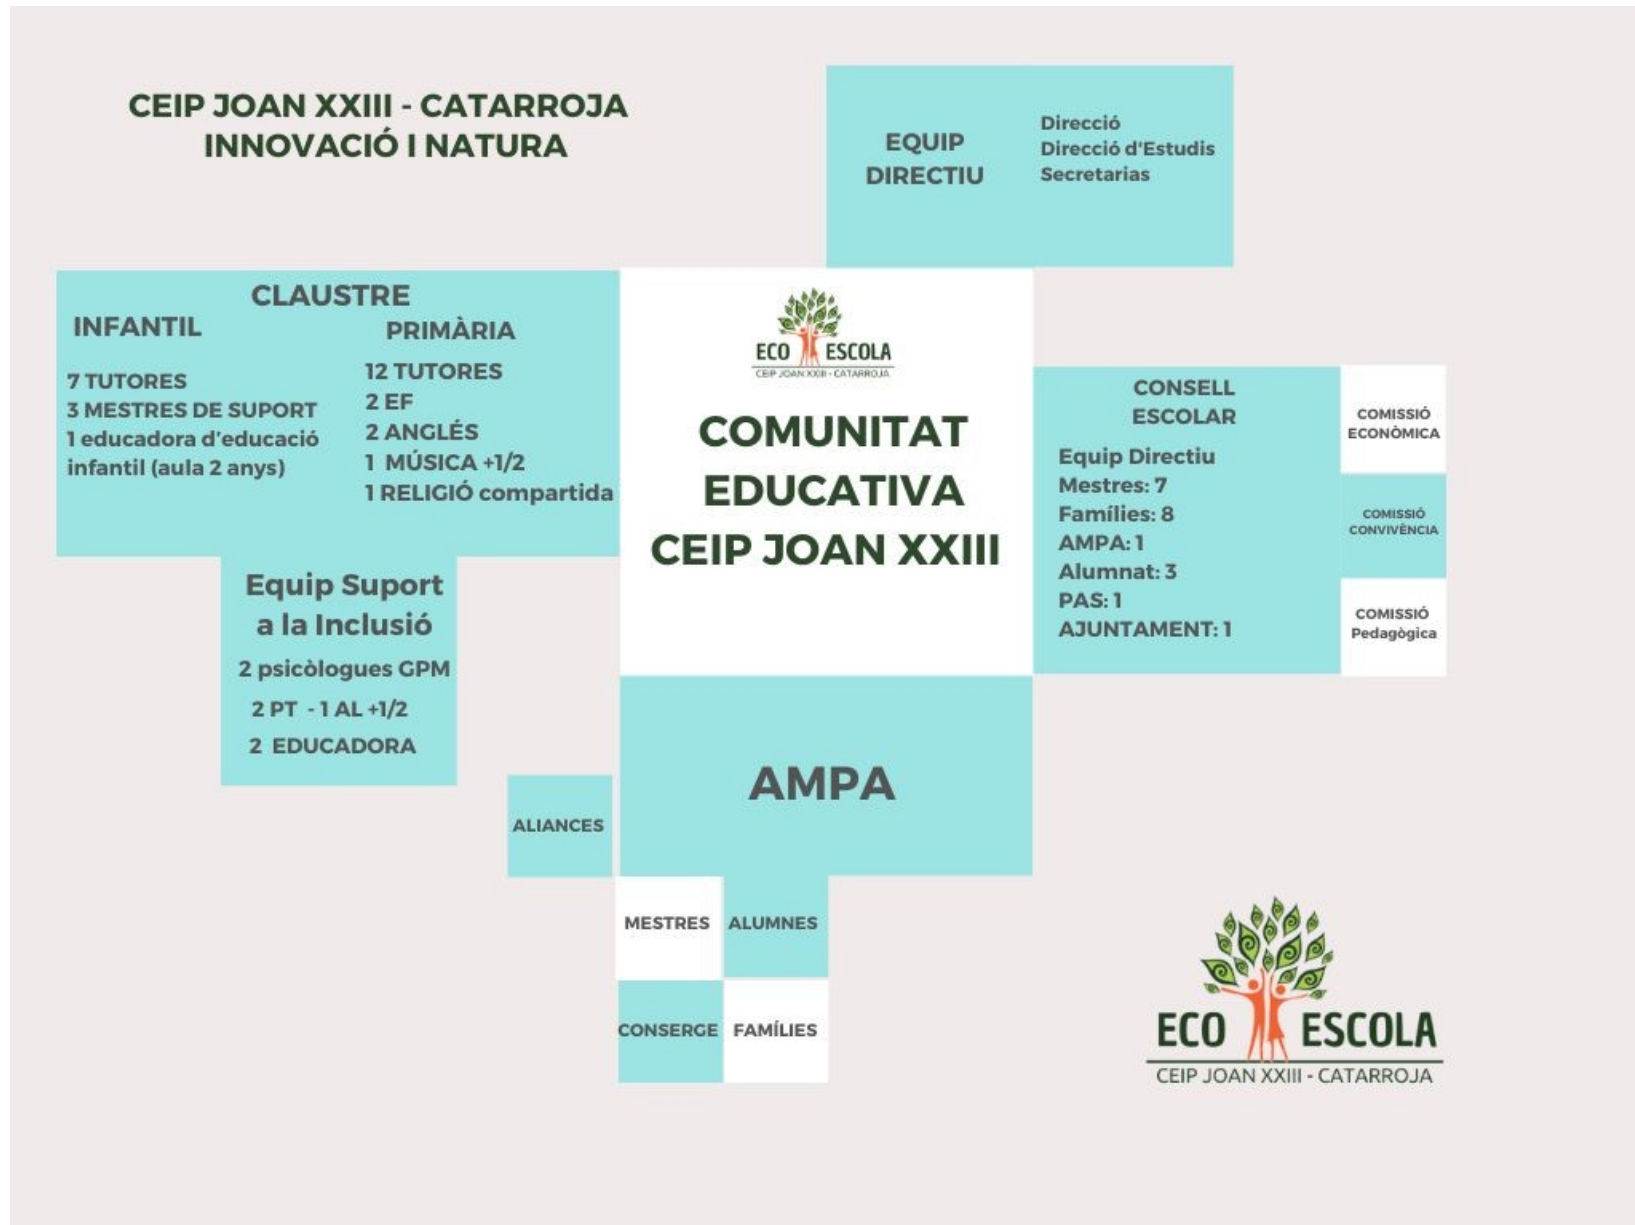 CEIP JOAN XXIII - CATARROJA
INNOVACIÓ I NATURA
EQUIP
DIRECTIU
Direcció
Direcció d'Estudis
Secretarias
CLAUSTRE
INFANTIL
7 TUTORES
3 MESTRES DE SUPORT
1 educadora d'educació
infantil (aula 2 anys)
PRIMÀRIA
12 TUTORES
2 EF
2 ANGLÉS
1 MÚSICA +1/2
1 RELIGIÓ compartida
Equip Suport
a la Inclusió
2 psicòlogues GPM
2 PT - 1 AL +1/2
2 EDUCADORA
ECO ESCOLA
CEIP JOAN XXIII - CATARROJA
COMUNITAT
EDUCATIVA
CEIP JOAN XXIII
CONSELL
ESCOLAR
Equip Directiu
Mestres: 7
Famílies: 8
AMPA: 1
Alumnat: 3
PAS: 1
AJUNTAMENT: 1
COMISSIÓ
ECONÒMICA
COMISSIÓ
CONVIVÈNCIA
COMISSIÓ
Pedagògica
AMPA
ALIANCES
MESTRES
ALUMNES
CONSERGE
FAMÍLIES
ECO ESCOLA
CEIP JOAN XXIII - CATARROJA